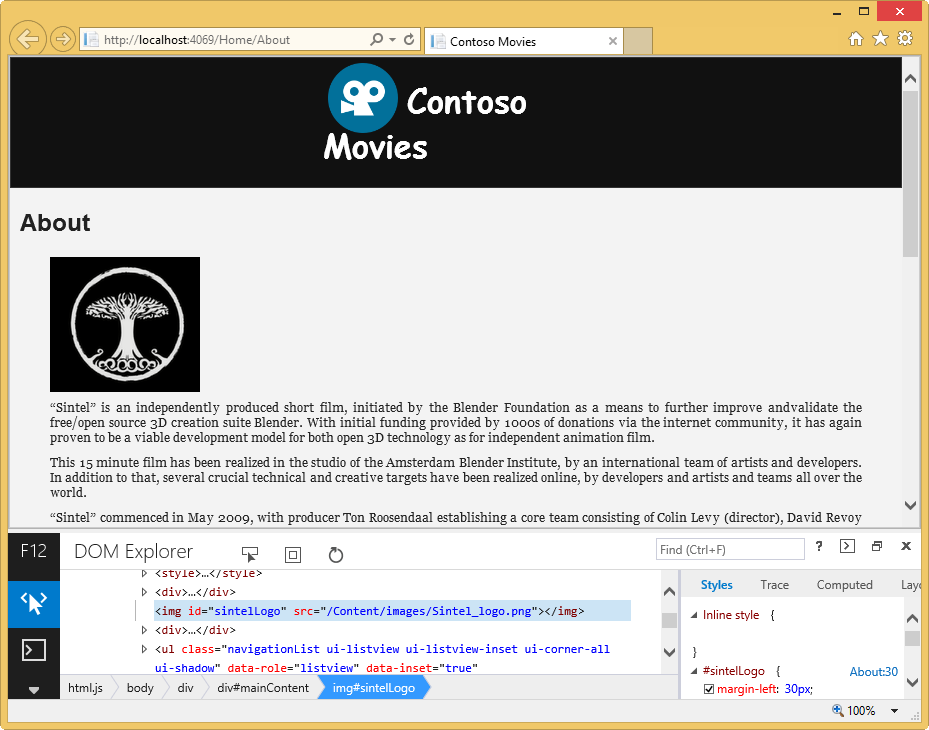 http://localhost:4069/Home/About
Contoso Movies
Contoso
Movies
About
“Sintel” is an independently produced short film, initiated by the Blender Foundation as a means to further improve andvalidate the
free/open source 3D creation suite Blender. With initial funding provided by 1000s of donations via the internet community, it has again
proven to be a viable development model for both open 3D technology as for independent animation film.
This 15 minute film has been realized in the studio of the Amsterdam Blender Institute, by an international team of artists and developers.
In addition to that, several crucial technical and creative targets have been realized online, by developers and artists and teams all over the
world.
“Sintel” commenced in May 2009, with producer Ton Roosendaal establishing a core team consisting of Colin Levy (director), David Revoy
F12
DOM Explorer
Find (Ctrl+F)
?
<style>…</style>
<div>…</div>
<img id="sintelLogo" src="/Content/images/Sintel_logo.png"></img>
<div>…</div>
<ul class="navigationList ui-listview ui-listview-inset ui-corner-all
ui-shadow" data-role="listview" data-inset="true"
html.js
body
div
div#mainContent
img#sintelLogo
Styles
Trace
Computed
Layo
Inline style {
}
#sintelLogo { About:30
margin-left: 30px;
100%